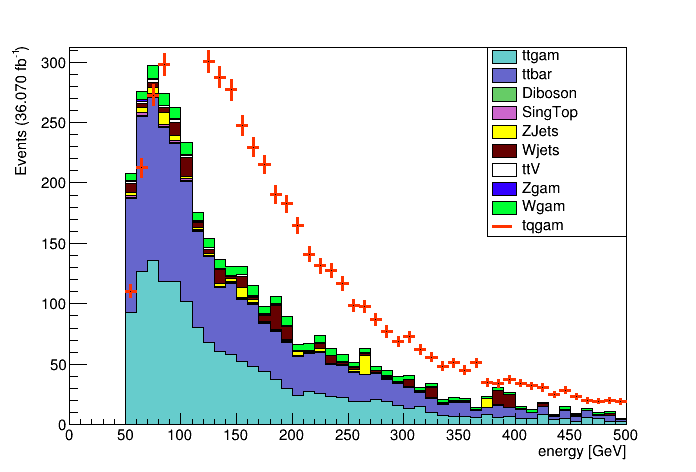 Events (36.070 fb⁻¹)
300
250
200
150
100
50
0
0 50 100 150 200 250 300 350 400 450 500
energy [GeV]
ttgam
ttbar
Diboson
SingTop
ZJets
Wjets
ttV
Zgam
Wgam
tqgam